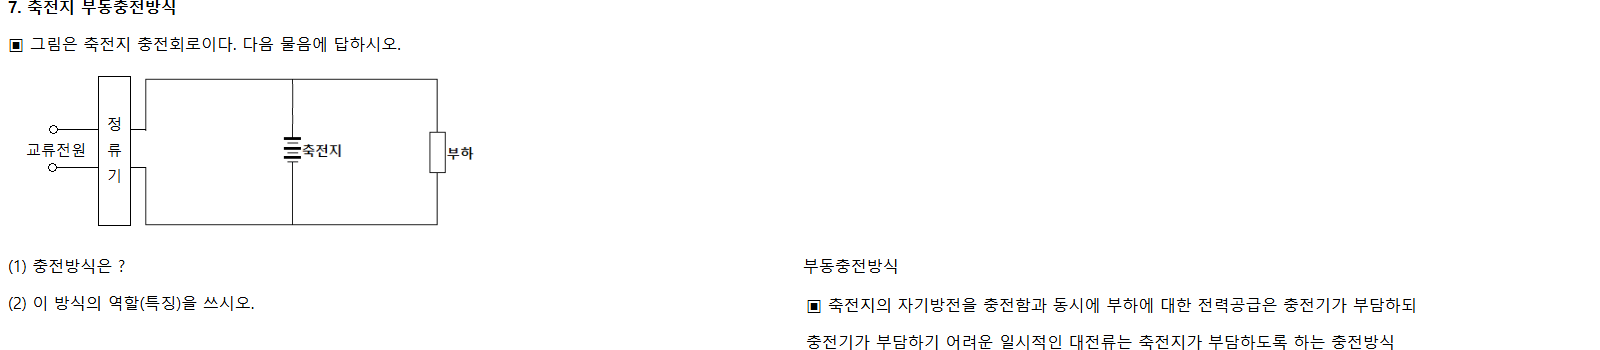 7. 축전지 부동충전방식
▣ 그림은 축전지 충전회로이다. 다음 물음에 답하시오.
정
류
기
교류전원
축전지
부하
(1) 충전방식은 ?
부동충전방식
(2) 이 방식의 역할(특징)을 쓰시오.
▣ 축전지의 자기방전을 충전함과 동시에 부하에 대한 전력공급은 충전기가 부담하되
충전기가 부담하기 어려운 일시적인 대전류는 축전지가 부담하도록 하는 충전방식